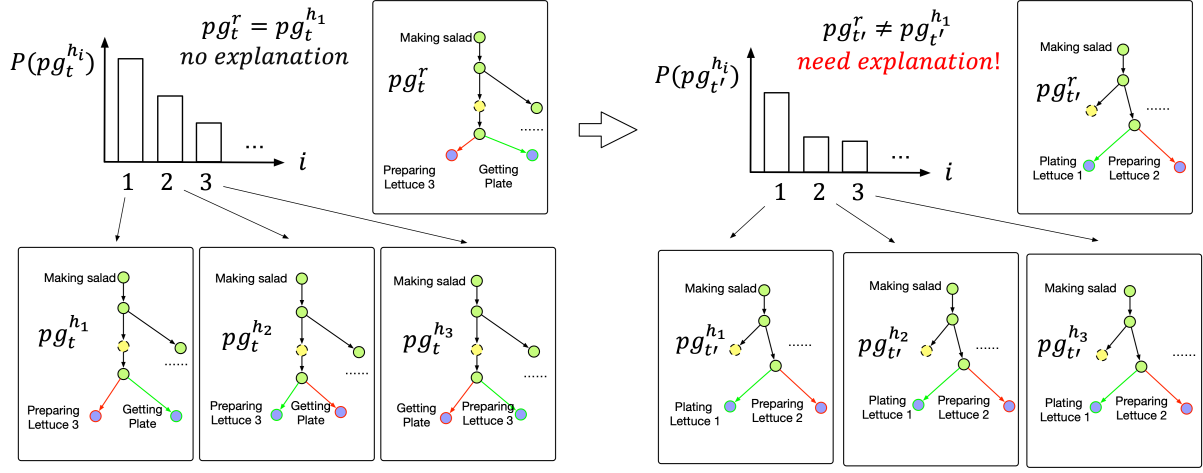 pg_t^r = pg_t^{h_1}
no explanation
P(pg_t^{h_i})
...
i
1 2 3
Making salad
pg_t^r
......
Preparing
Lettuce 3
Getting
Plate
pg_{t'}^r ≠ pg_{t'}^{h_1}
need explanation!
P(pg_{t'}^{h_i})
...
i
1 2 3
Making salad
pg_{t'}^r
......
Plating
Lettuce 1
Preparing
Lettuce 2
Making salad
pg_t^{h_1}
......
Preparing
Lettuce 3
Getting
Plate
Making salad
pg_t^{h_2}
......
Preparing
Lettuce 3
Getting
Plate
Making salad
pg_t^{h_3}
......
Getting
Plate
Preparing
Lettuce 3
Making salad
pg_{t'}^{h_1}
......
Plating
Lettuce 1
Preparing
Lettuce 2
Making salad
pg_{t'}^{h_2}
......
Plating
Lettuce 1
Preparing
Lettuce 2
Making salad
pg_{t'}^{h_3}
......
Plating
Lettuce 1
Preparing
Lettuce 2